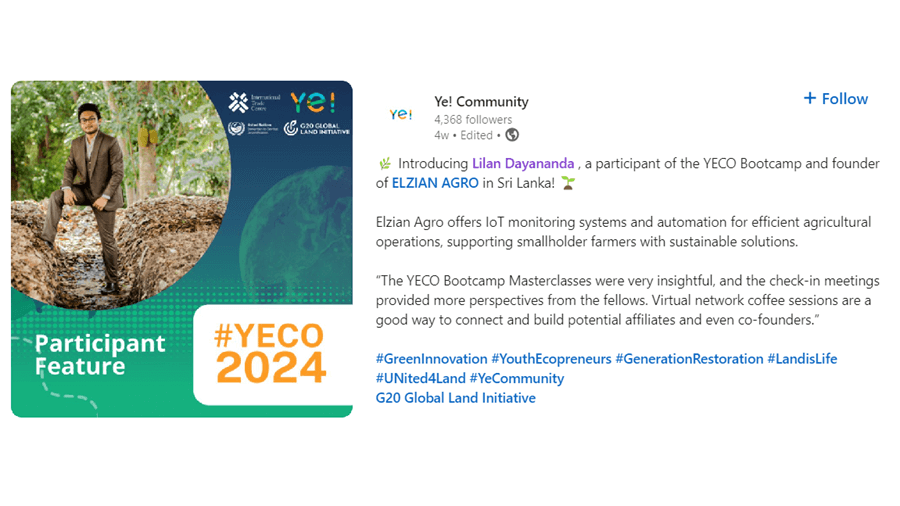 International
Trade
Centre
Ye!
United Nations
G20 GLOBAL
LAND INITIATIVE
Participant
Feature
#YECO
2024
Ye!
Ye! Community
4,368 followers
4w • Edited •
+ Follow
Introducing Lilan Dayananda , a participant of the YECO Bootcamp and founder
of ELZIAN AGRO in Sri Lanka!
Elzian Agro offers IoT monitoring systems and automation for efficient agricultural
operations, supporting smallholder farmers with sustainable solutions.
“The YECO Bootcamp Masterclasses were very insightful, and the check-in meetings
provided more perspectives from the fellows. Virtual network coffee sessions are a
good way to connect and build potential affiliates and even co-founders.”
#GreenInnovation #YouthEcopreneurs #GenerationRestoration #LandisLife
#UNited4Land #YeCommunity
G20 Global Land Initiative